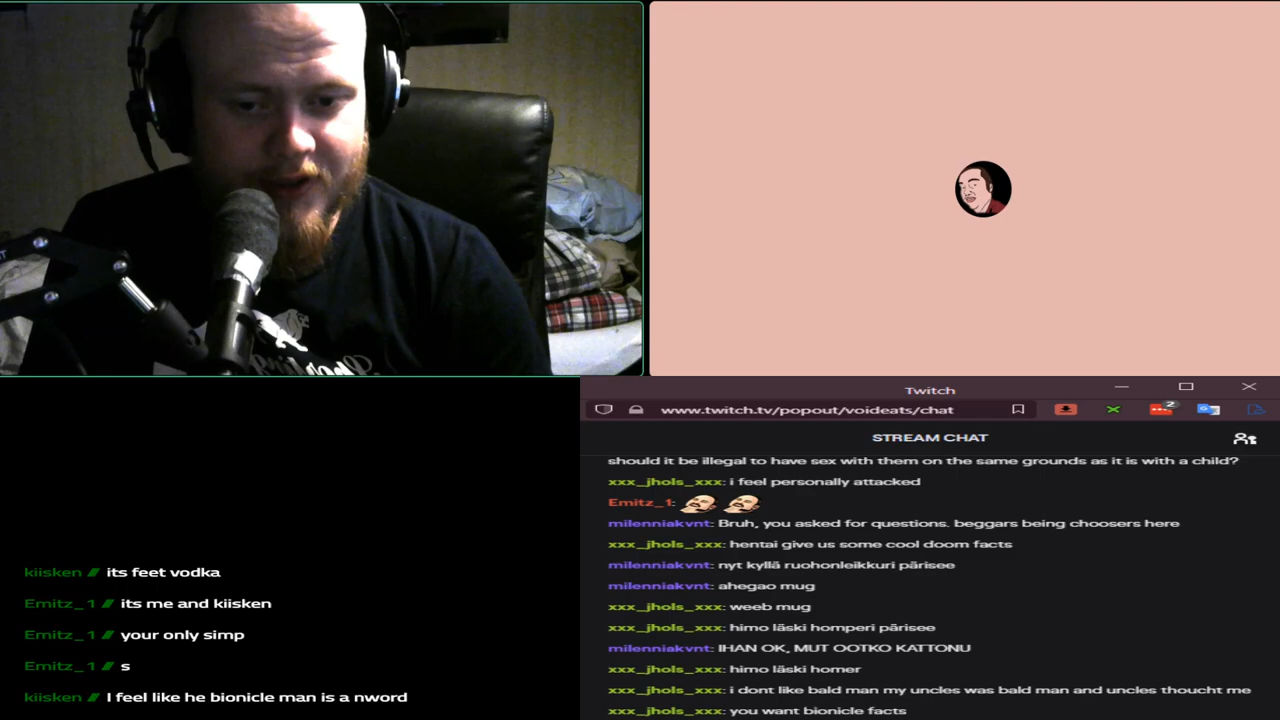 Twitch
www.twitch.tv/popout/voideats/chat
2
STREAM CHAT
should it be illegal to have sex with them on the same grounds as it is with a child?
xxx_jhols_xxx: i feel personally attacked
Emitz_1:
milenniakvnt: Bruh, you asked for questions. beggars being choosers here
xxx_jhols_xxx: hentai give us some cool doom facts
milenniakvnt: nyt kyllä ruohonleikkuri pärisee
milenniakvnt: ahegao mug
xxx_jhols_xxx: weeb mug
xxx_jhols_xxx: himo läski homperi pärisee
milenniakvnt: IHAN OK, MUT OOTKO KATTONU
xxx_jhols_xxx: himo läski homer
xxx_jhols_xxx: i dont like bald man my uncles was bald man and uncles thoucht me
xxx_jhols_xxx: you want bionicle facts
kiisken // its feet vodka
Emitz_1 // its me and kiisken
Emitz_1 // your only simp
Emitz_1 // s
kiisken // I feel like he bionicle man is a nword